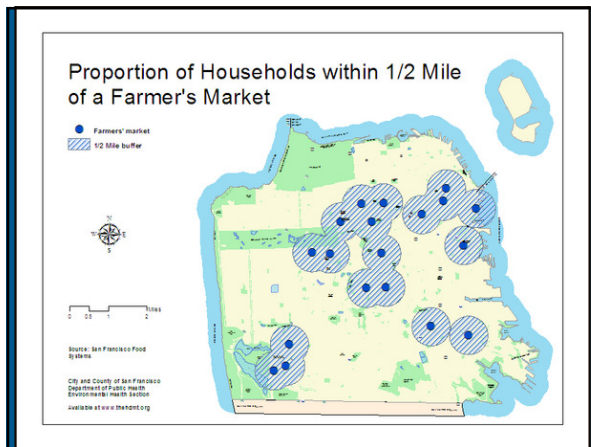 Proportion of Households within 1/2 Mile
of a Farmer's Market
Farmers' market
1/2 Mile buffer
N
W E
S
Miles
0 0.5 1 2
Source: San Francisco Food
Systems
City and County of San Francisco
Department of Public Health
Environmental Health Section
Available at www.thehdmt.org